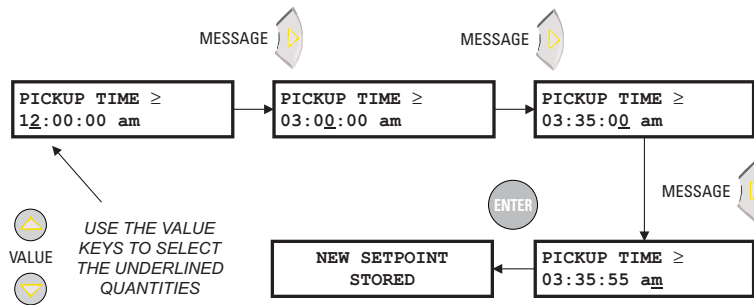 MESSAGE
MESSAGE
PICKUP TIME ≥
12:00:00 am
PICKUP TIME ≥
03:00:00 am
PICKUP TIME ≥
03:35:00 am
MESSAGE
ENTER
VALUE
USE THE VALUE
KEYS TO SELECT
THE UNDERLINED
QUANTITIES
NEW SETPOINT
STORED
PICKUP TIME ≥
03:35:55 am